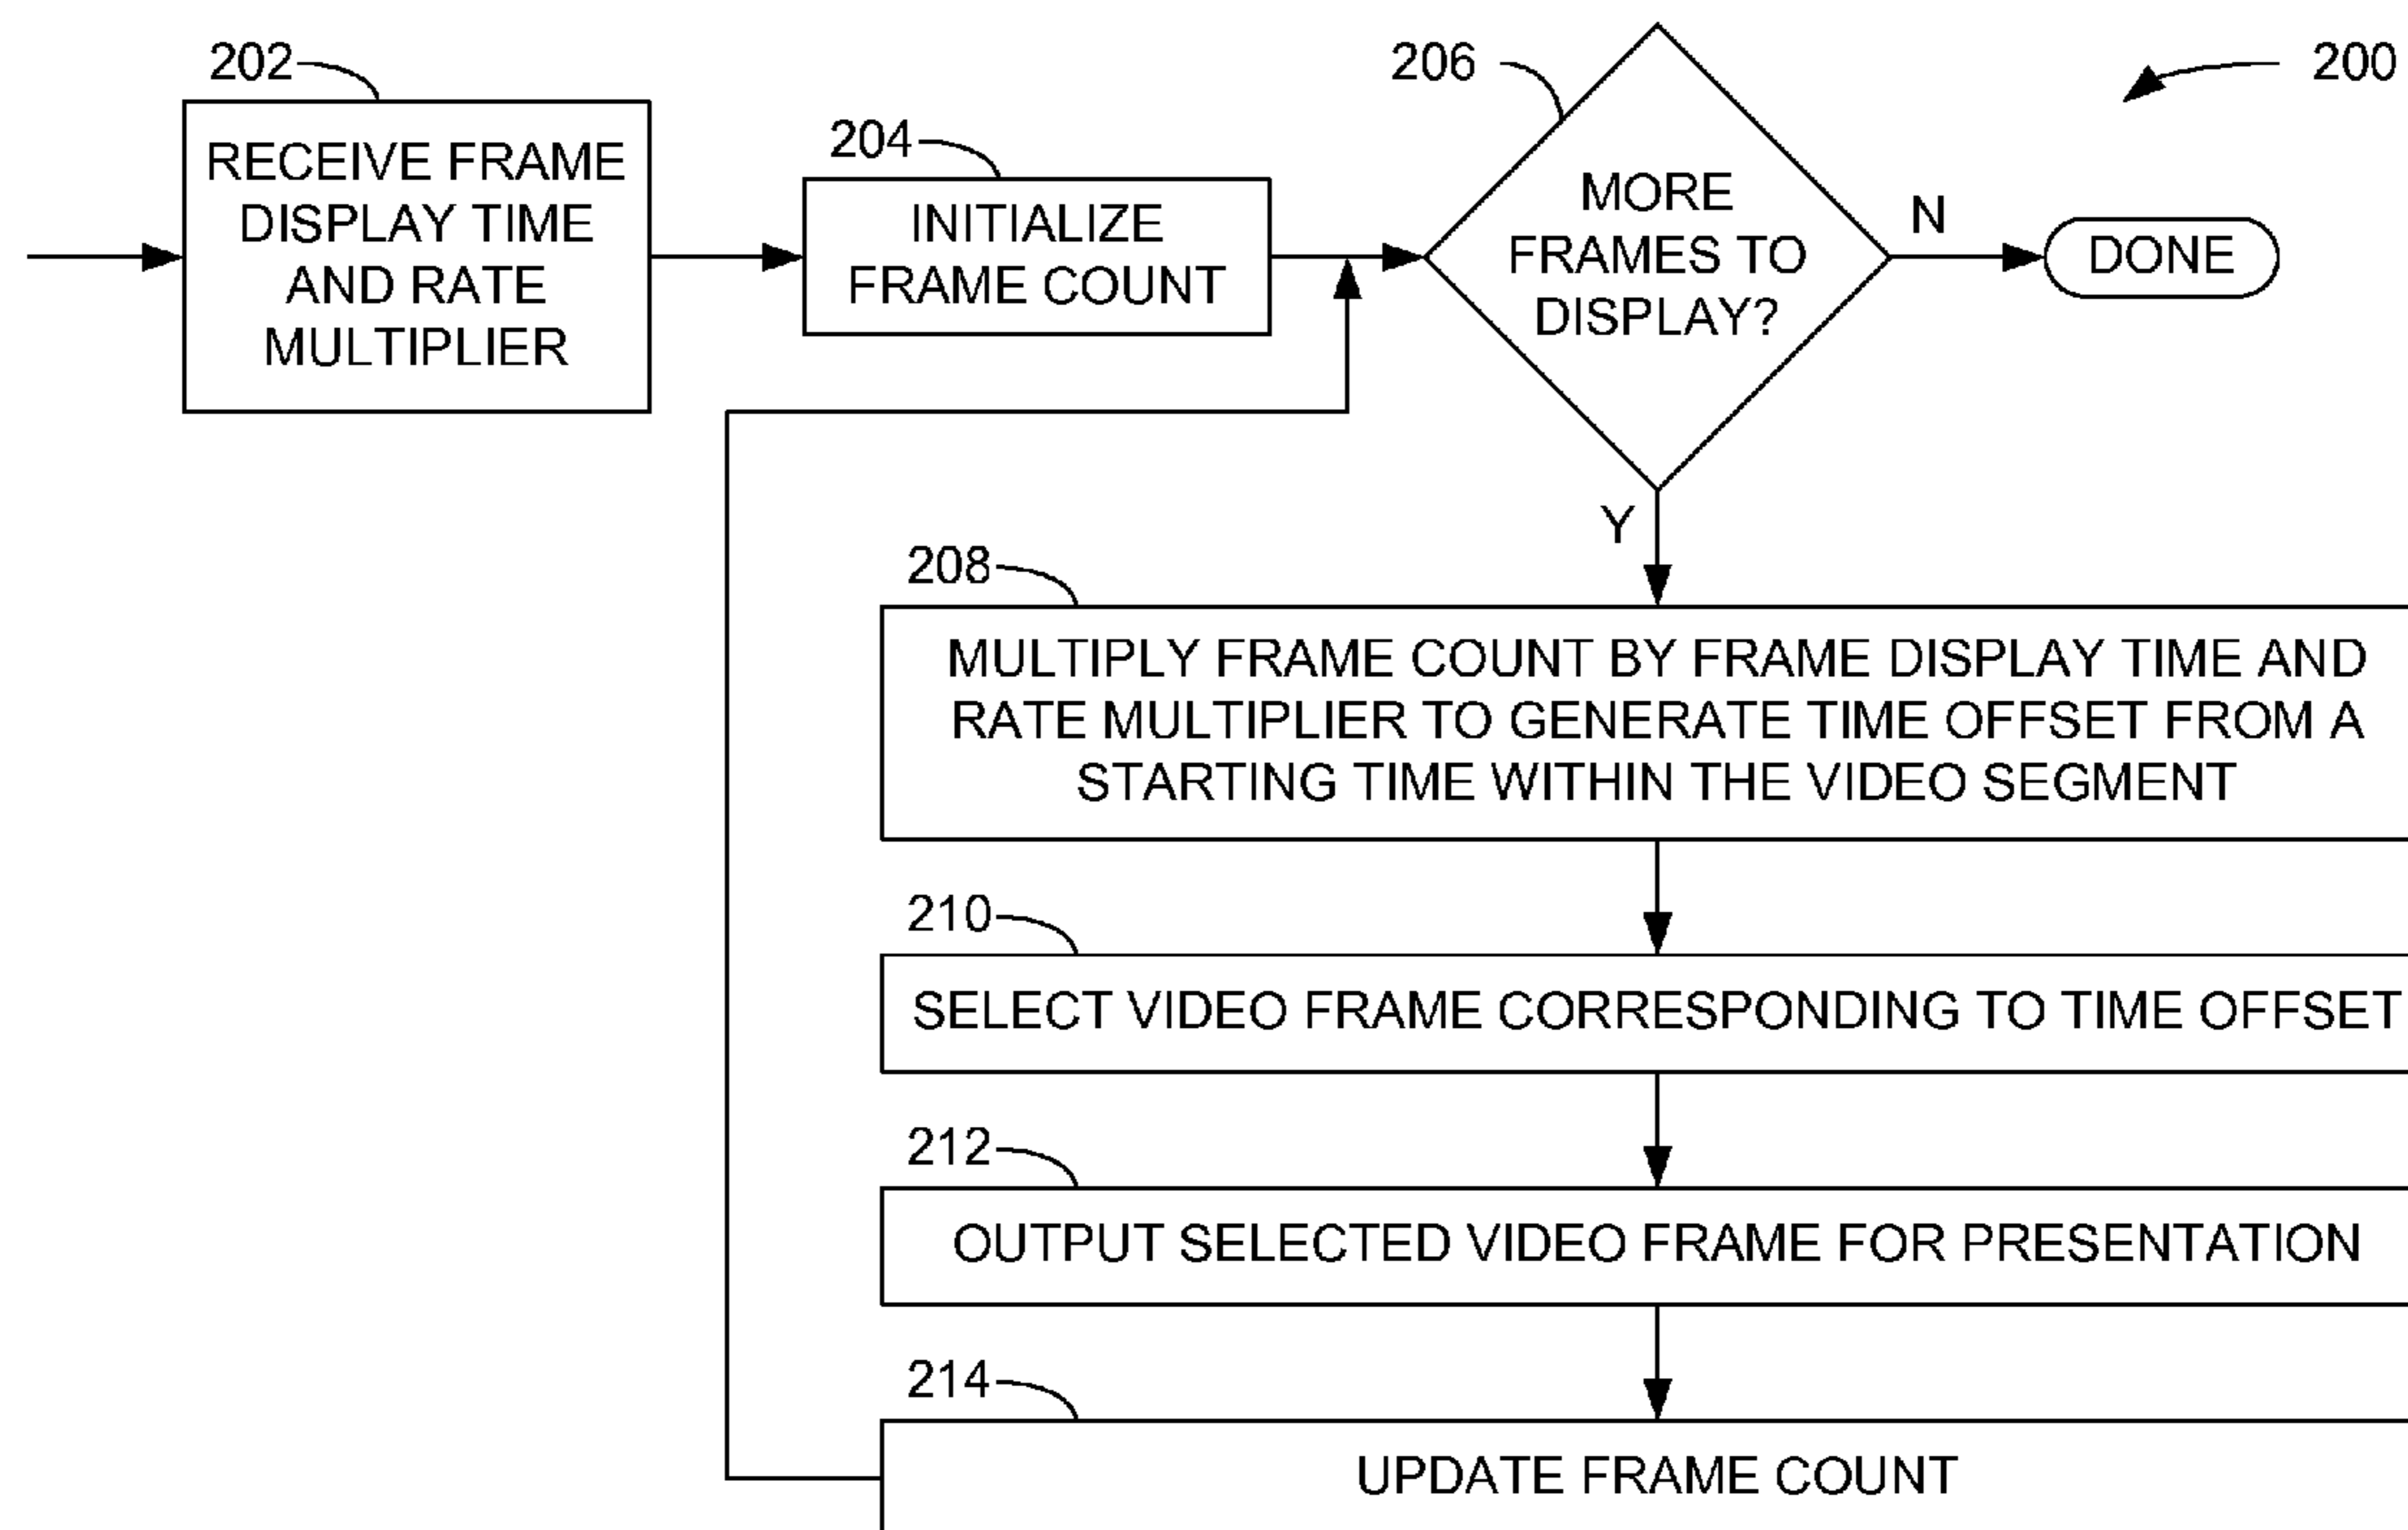 202
RECEIVE FRAME
DISPLAY TIME
AND RATE
MULTIPLIER
204
INITIALIZE
FRAME COUNT
206
MORE
FRAMES TO
DISPLAY?
200
N
DONE
Y
208
MULTIPLY FRAME COUNT BY FRAME DISPLAY TIME AND
RATE MULTIPLIER TO GENERATE TIME OFFSET FROM A
STARTING TIME WITHIN THE VIDEO SEGMENT
210
SELECT VIDEO FRAME CORRESPONDING TO TIME OFFSET
212
OUTPUT SELECTED VIDEO FRAME FOR PRESENTATION
214
UPDATE FRAME COUNT